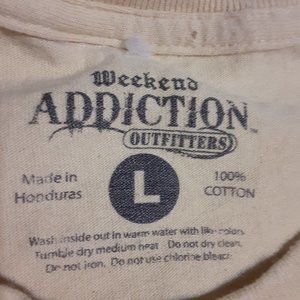 Weekend
ADDICTION™
OUTFITTERS
Made in
Honduras
L
100%
COTTON
Wash inside out in warm water with like colors.
Tumble dry medium heat. Do not dry clean.
Do not iron. Do not use chlorine bleach.